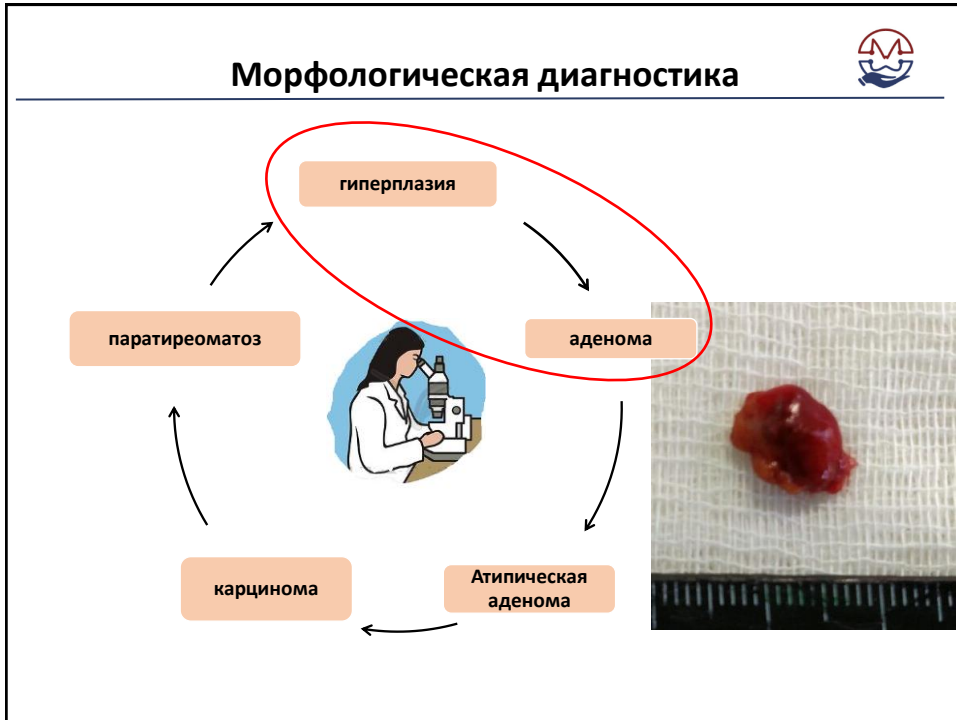 Морфологическая диагностика
гиперплазия
аденома
Атипическая
аденома
карцинома
паратиреоматоз